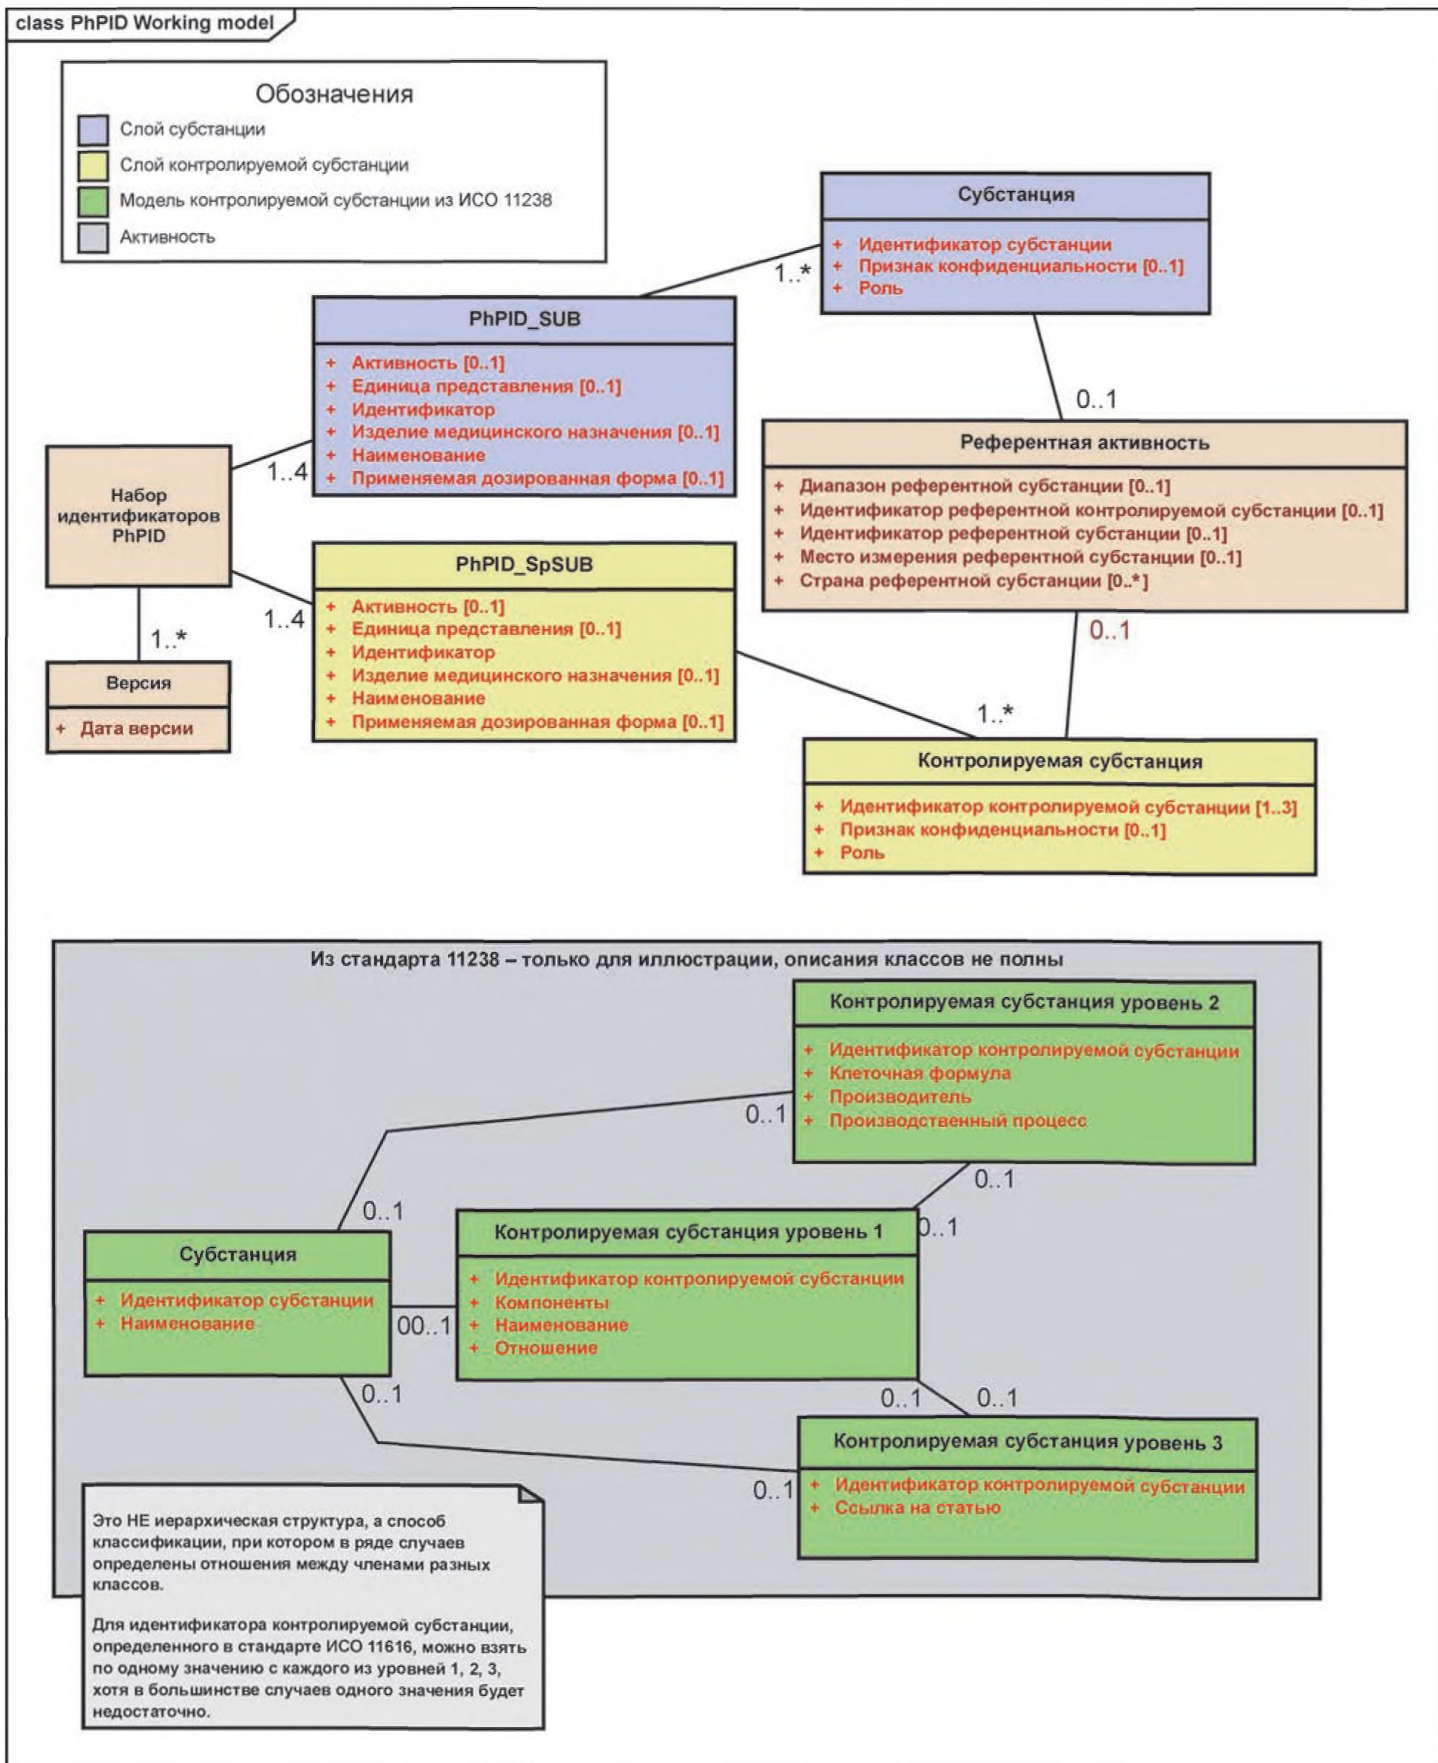 class PhPID Working model
Обозначения
Слой субстанции
Слой контролируемой субстанции
Модель контролируемой субстанции из ИСО 11238
Активность
Субстанция
+ Идентификатор субстанции
+ Признак конфиденциальности [0..1]
+ Роль
1..*
PhPID_SUB
+ Активность [0..1]
+ Единица представления [0..1]
+ Идентификатор
+ Изделие медицинского назначения [0..1]
+ Наименование
+ Применяемая дозированная форма [0..1]
0..1
Референтная активность
+ Диапазон референтной субстанции [0..1]
+ Идентификатор референтной контролируемой субстанции [0..1]
+ Идентификатор референтной субстанции [0..1]
+ Место измерения референтной субстанции [0..1]
+ Страна референтной субстанции [0..*]
1..4
Набор
идентификаторов
PhPID
1..4
PhPID_SpSUB
+ Активность [0..1]
+ Единица представления [0..1]
+ Идентификатор
+ Изделие медицинского назначения [0..1]
+ Наименование
+ Применяемая дозированная форма [0..1]
0..1
1..*
Версия
+ Дата версии
1..*
Контролируемая субстанция
+ Идентификатор контролируемой субстанции [1..3]
+ Признак конфиденциальности [0..1]
+ Роль
Из стандарта 11238 – только для иллюстрации, описания классов не полны
Контролируемая субстанция уровень 2
+ Идентификатор контролируемой субстанции
+ Клеточная формула
+ Производитель
+ Производственный процесс
0..1
0..1
0..1
0..1
Контролируемая субстанция уровень 1
+ Идентификатор контролируемой субстанции
+ Компоненты
+ Наименование
+ Отношение
Субстанция
+ Идентификатор субстанции
+ Наименование
00..1
0..1
0..1
0..1
Контролируемая субстанция уровень 3
+ Идентификатор контролируемой субстанции
+ Ссылка на статью
0..1
Это НЕ иерархическая структура, а способ
классификации, при котором в ряде случаев
определены отношения между членами разных
классов.
Для идентификатора контролируемой субстанции,
определенного в стандарте ИСО 11616, можно взять
по одному значению с каждого из уровней 1, 2, 3,
хотя в большинстве случаев одного значения будет
недостаточно.